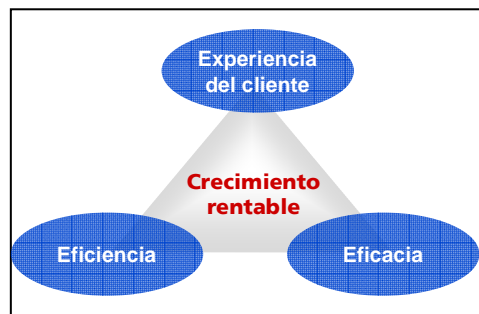 Experiencia
del cliente
Crecimiento
rentable
Eficiencia
Eficacia